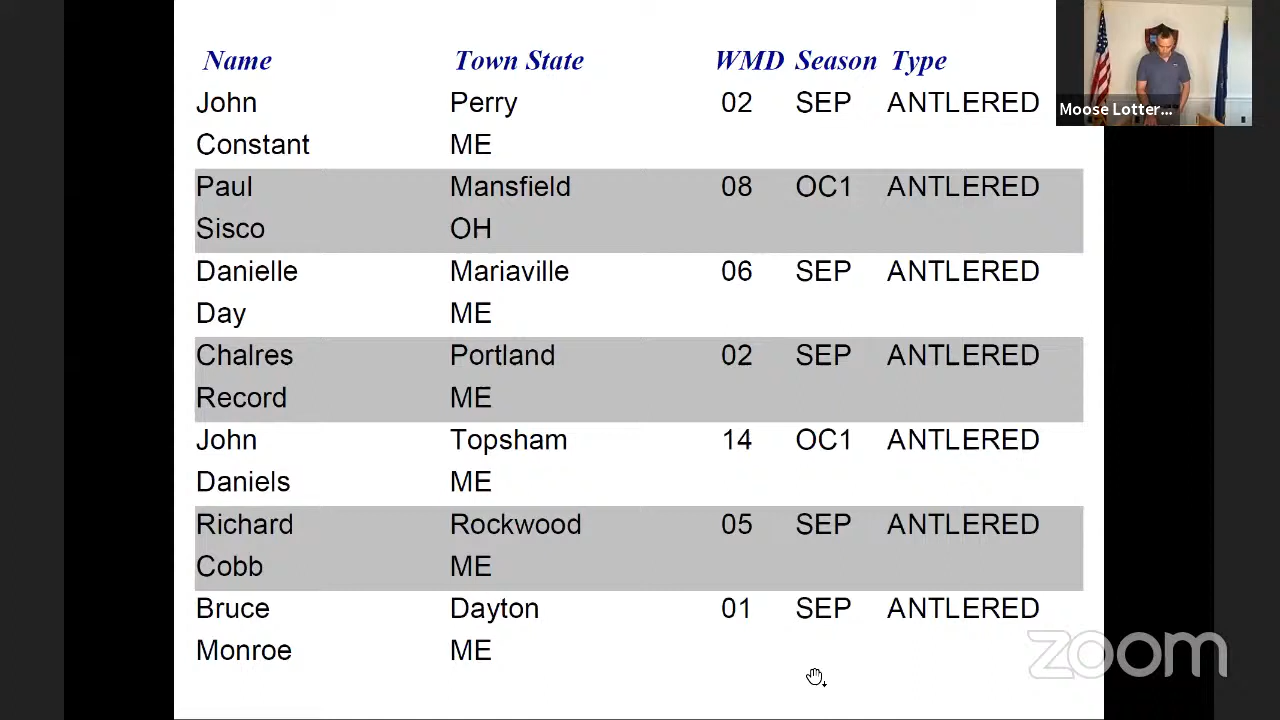 Name Town State WMD Season Type
John Perry 02 SEP ANTLERED
Constant ME
Paul Mansfield 08 OC1 ANTLERED
Sisco OH
Danielle Mariaville 06 SEP ANTLERED
Day ME
Chalres Portland 02 SEP ANTLERED
Record ME
John Topsham 14 OC1 ANTLERED
Daniels ME
Richard Rockwood 05 SEP ANTLERED
Cobb ME
Bruce Dayton 01 SEP ANTLERED
Monroe ME
Moose Lotter...
zoom